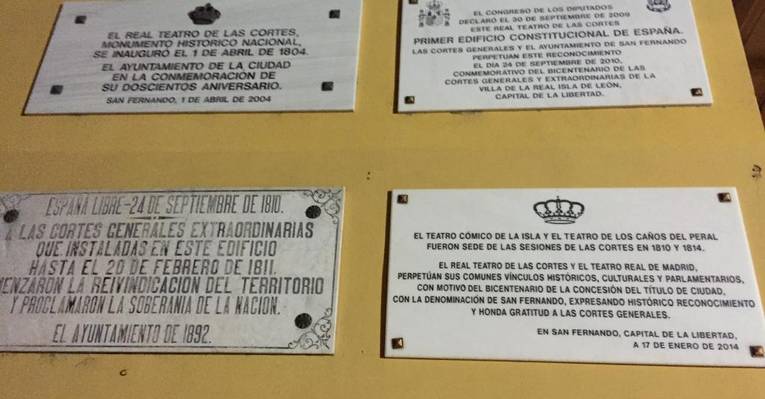 EL REAL TEATRO DE LAS CORTES,
MONUMENTO HISTÓRICO NACIONAL,
SE INAUGURÓ EL 1 DE ABRIL DE 1804.
EL AYUNTAMIENTO DE LA CIUDAD
EN LA CONMEMORACIÓN DE
SU DOSCIENTOS ANIVERSARIO.
SAN FERNANDO, 1 DE ABRIL DE 2004
EL CONGRESO DE LOS DIPUTADOS
DECLARÓ EL 30 DE SEPTIEMBRE DE 2009
ESTE REAL TEATRO DE LAS CORTES
PRIMER EDIFICIO CONSTITUCIONAL DE ESPAÑA.
LAS CORTES GENERALES Y EL AYUNTAMIENTO DE SAN FERNANDO
PERPETUAN ESTE RECONOCIMIENTO
EL DÍA 24 DE SEPTIEMBRE DE 2010,
CONMEMORATIVO DEL BICENTENARIO DE LAS
CORTES GENERALES Y EXTRAORDINARIAS DE LA
VILLA DE LA REAL ISLA DE LEÓN,
CAPITAL DE LA LIBERTAD.
ESPAÑA LIBRE-24 DE SEPTIEMBRE DE 1810.
A LAS CORTES GENERALES EXTRAORDINARIAS
QUE INSTALADAS EN ESTE EDIFICIO
HASTA EL 20 DE FEBRERO DE 1811.
MENZARON LA REIVINDICACION DEL TERRITORIO
Y PROCLAMARON LA SOBERANIA DE LA NACION.
EL AYUNTAMIENTO DE 1892.
EL TEATRO CÓMICO DE LA ISLA Y EL TEATRO DE LOS CAÑOS DEL PERAL
FUERON SEDE DE LAS SESIONES DE LAS CORTES EN 1810 Y 1814.
EL REAL TEATRO DE LAS CORTES Y EL TEATRO REAL DE MADRID,
PERPETÚAN SUS COMUNES VÍNCULOS HISTÓRICOS, CULTURALES Y PARLAMENTARIOS,
CON MOTIVO DEL BICENTENARIO DE LA CONCESIÓN DEL TÍTULO DE CIUDAD,
CON LA DENOMINACIÓN DE SAN FERNANDO, EXPRESANDO HISTÓRICO RECONOCIMIENTO
Y HONDA GRATITUD A LAS CORTES GENERALES.
EN SAN FERNANDO, CAPITAL DE LA LIBERTAD,
A 17 DE ENERO DE 2014